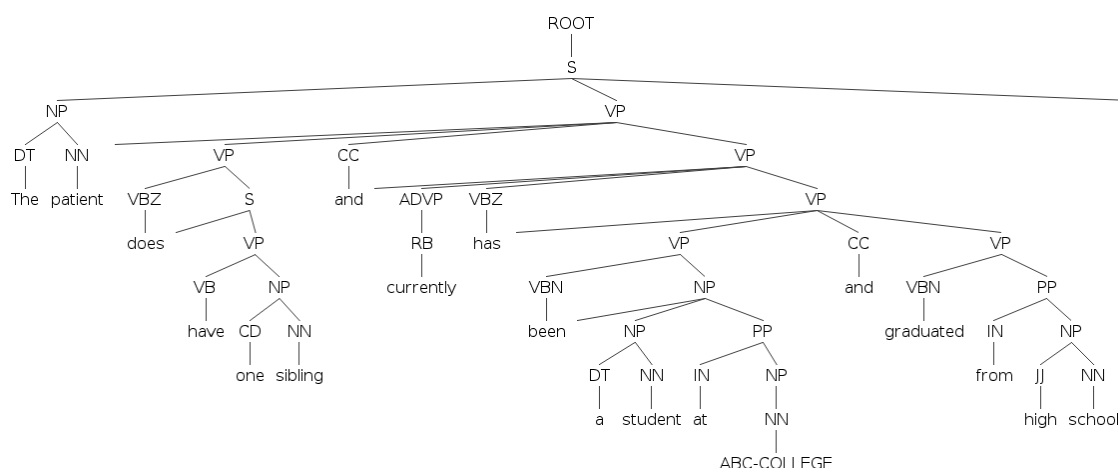 ROOT
S
NP VP
DT NN VP CC VP
The patient VBZ S and ADVP VBZ VP
does VP RB has VP CC VP
VB NP currently VBN NP and VBN PP
have CD NN been NP PP graduated IN NP
one sibling DT NN IN NP from JJ NN
a student at NN high school
ABC-COLLEGE